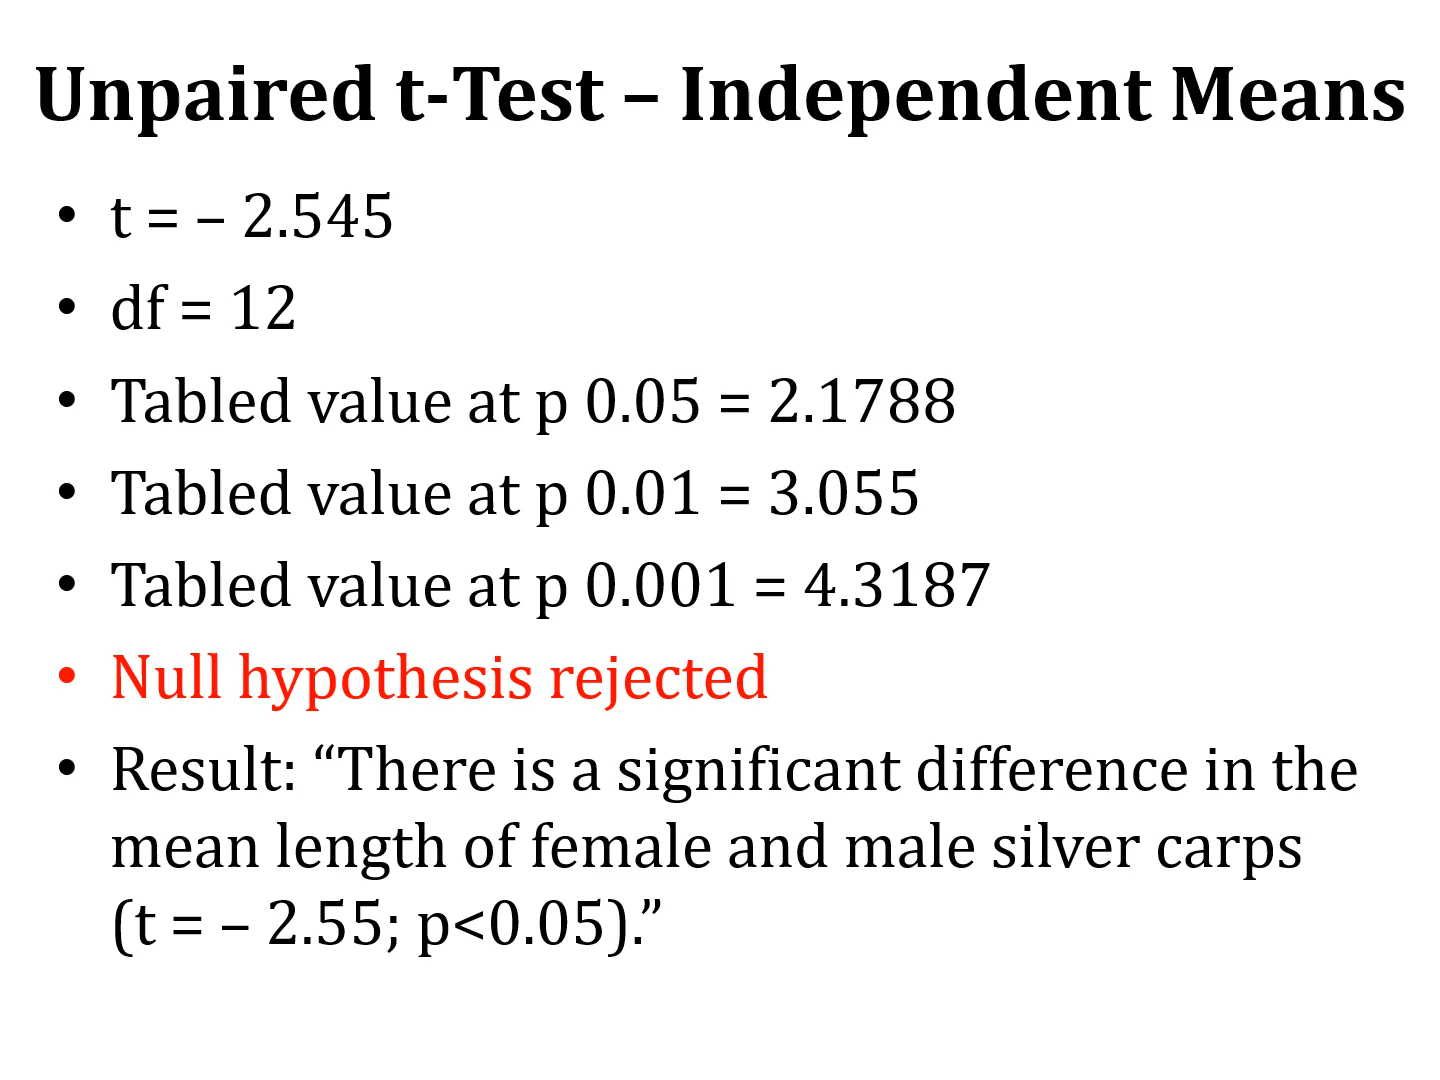 Unpaired t-Test – Independent Means
• t = – 2.545
• df = 12
• Tabled value at p 0.05 = 2.1788
• Tabled value at p 0.01 = 3.055
• Tabled value at p 0.001 = 4.3187
• Null hypothesis rejected
• Result: “There is a significant difference in the
mean length of female and male silver carps
(t = – 2.55; p<0.05).”